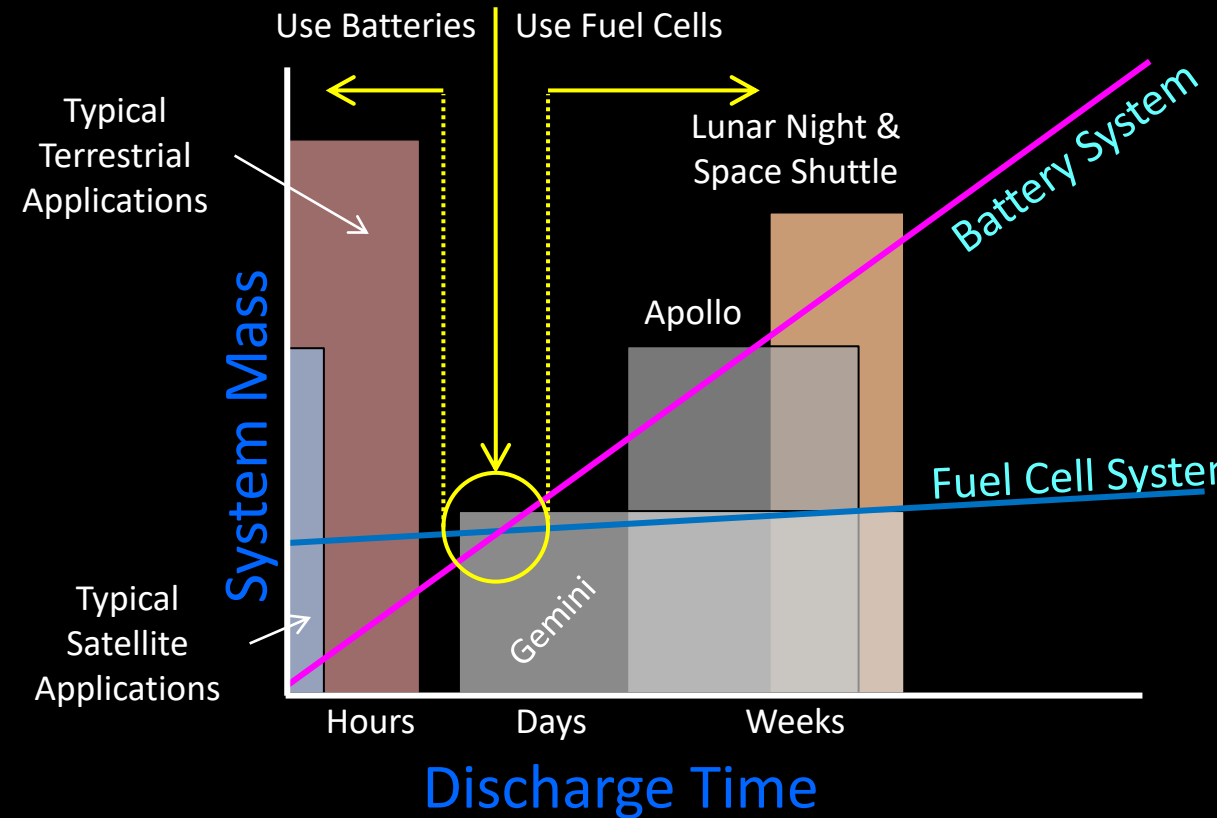 Use Batteries
Use Fuel Cells
Typical
Terrestrial
Applications
Lunar Night &
Space Shuttle
Battery System
Apollo
System Mass
Fuel Cell System
Gemini
Typical
Satellite
Applications
Hours
Days
Weeks
Discharge Time